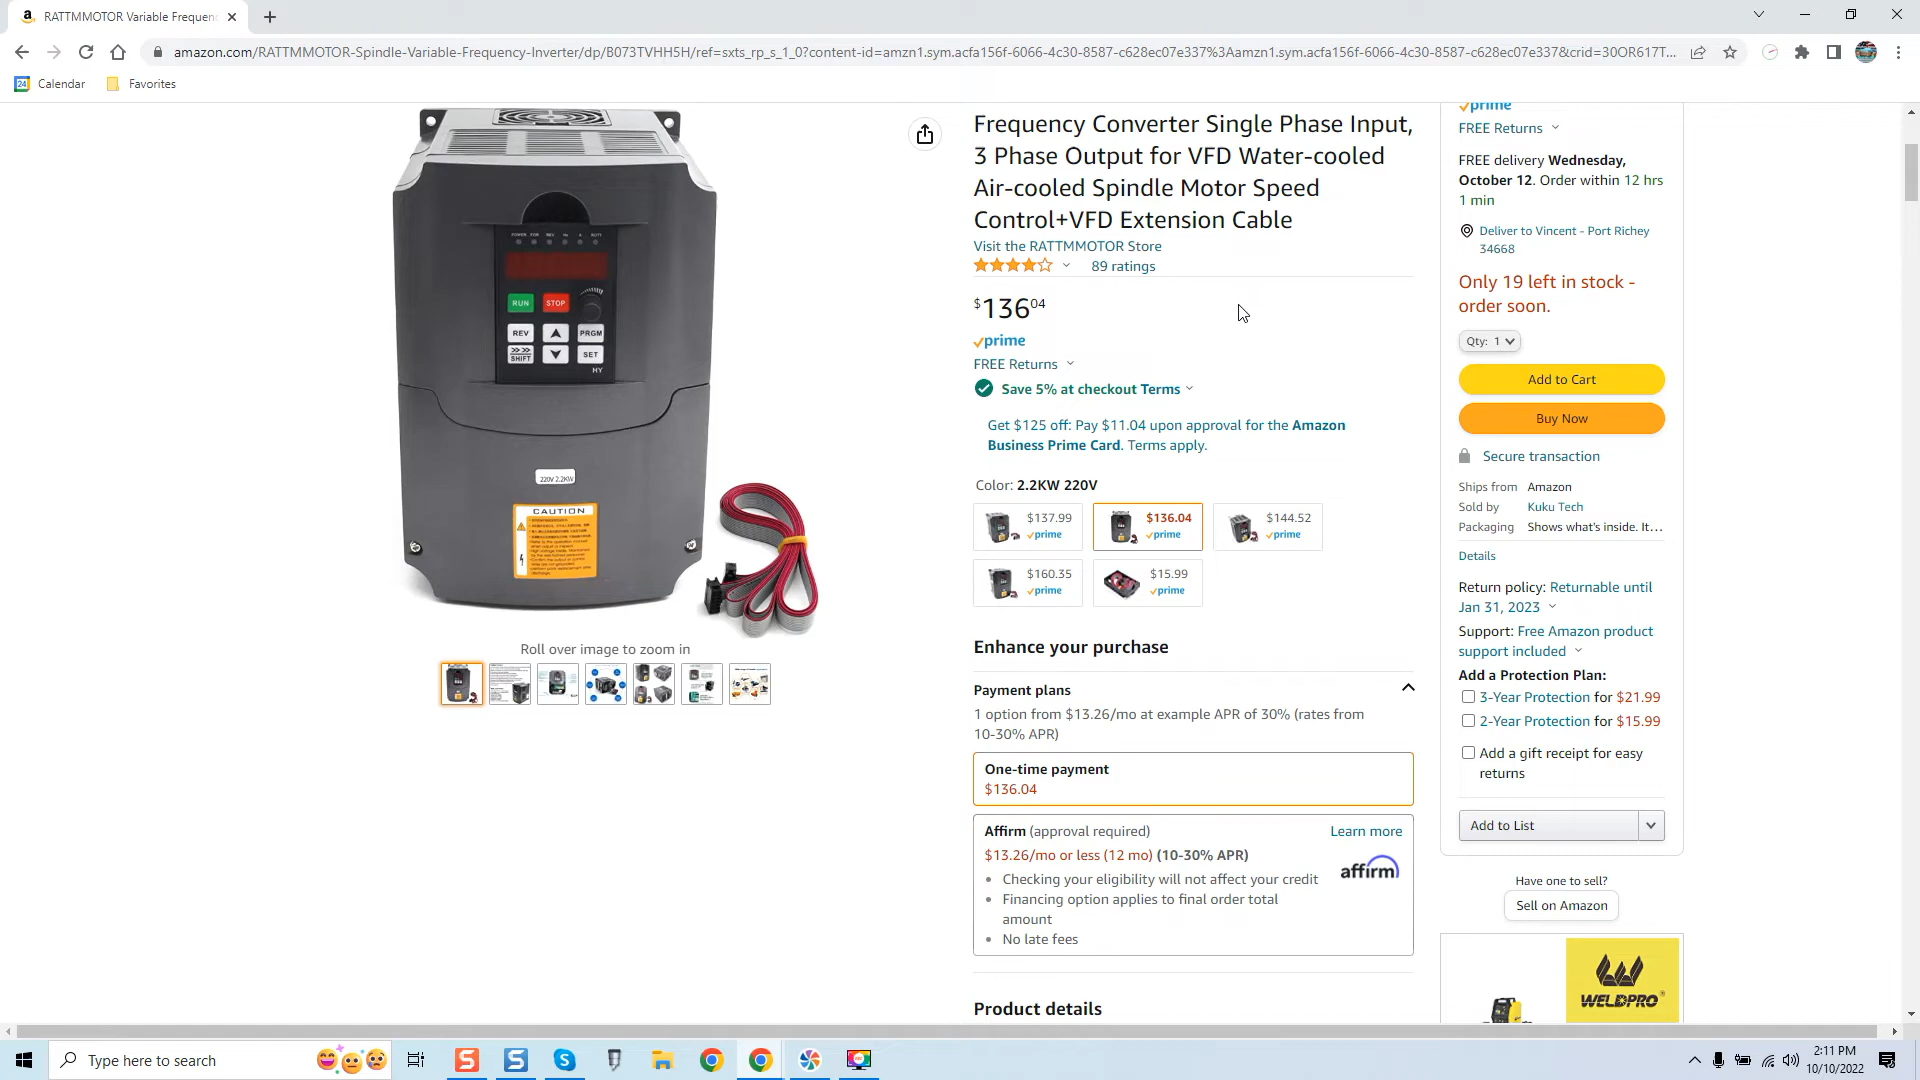 RATTMMOTOR Variable Frequen
amazon.com/RATTMMOTOR-Spindle-Variable-Frequency-Inverter/dp/B073TVHH5H/ref=sxts_rp_s_1_0?content-id=amzn1.sym.acfa156f-6066-4c30-8587-c628ec07e337%3Aamzn1.sym.acfa156f-6066-4c30-8587-c628ec07e337&crid=30OR617T...
24 Calendar
Favorites
Frequency Converter Single Phase Input,
3 Phase Output for VFD Water-cooled
Air-cooled Spindle Motor Speed
Control+VFD Extension Cable
Visit the RATTMMOTOR Store
89 ratings
$136 04
prime
FREE Returns
Save 5% at checkout Terms
Get $125 off: Pay $11.04 upon approval for the Amazon
Business Prime Card. Terms apply.
Color: 2.2KW 220V
$137.99
prime
$136.04
prime
$144.52
prime
$160.35
prime
$15.99
prime
Enhance your purchase
Payment plans
1 option from $13.26/mo at example APR of 30% (rates from
10-30% APR)
One-time payment
$136.04
Affirm (approval required)
Learn more
$13.26/mo or less (12 mo) (10-30% APR)
affirm
• Checking your eligibility will not affect your credit
• Financing option applies to final order total
amount
• No late fees
Product details
POWER FOR REV Hz A ROTT
RUN
STOP
REV
PRGM
SHIFT
SET
HY
220V 2.2KW
CAUTION
Roll over image to zoom in
prime
FREE Returns
FREE delivery Wednesday,
October 12. Order within 12 hrs
1 min
Deliver to Vincent - Port Richey
34668
Only 19 left in stock -
order soon.
Qty: 1
Add to Cart
Buy Now
Secure transaction
Ships from Amazon
Sold by Kuku Tech
Packaging Shows what's inside. It...
Details
Return policy: Returnable until
Jan 31, 2023
Support: Free Amazon product
support included
Add a Protection Plan:
3-Year Protection for $21.99
2-Year Protection for $15.99
Add a gift receipt for easy
returns
Add to List
Have one to sell?
Sell on Amazon
WELDPRO
Type here to search
2:11 PM
10/10/2022